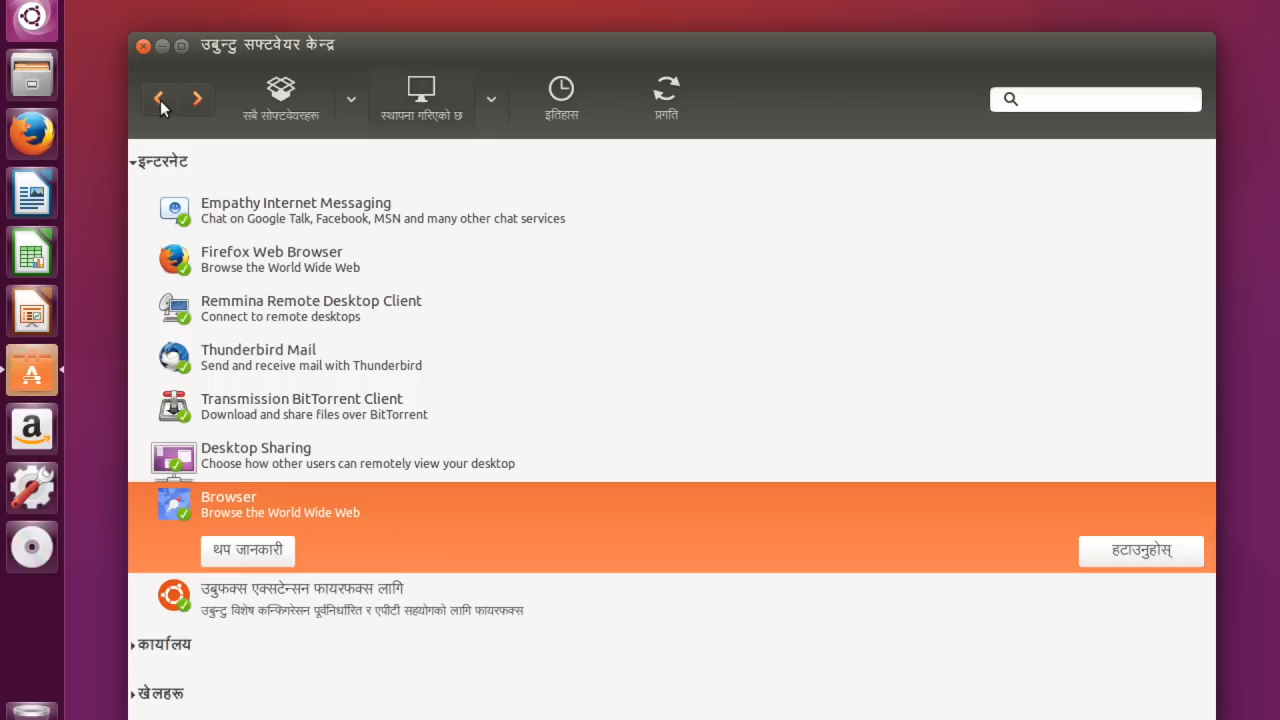 उबुन्टु सफ्टवेयर केन्द्र
सबै सोफ्टवेयरहरू
स्थापना गरिएको छ
इतिहास
प्रगति
इन्टरनेट
Empathy Internet Messaging
Chat on Google Talk, Facebook, MSN and many other chat services
Firefox Web Browser
Browse the World Wide Web
Remmina Remote Desktop Client
Connect to remote desktops
Thunderbird Mail
Send and receive mail with Thunderbird
Transmission BitTorrent Client
Download and share files over BitTorrent
Desktop Sharing
Choose how other users can remotely view your desktop
Browser
Browse the World Wide Web
थप जानकारी
हटाउनुहोस्
उबुफक्स एक्सटेन्सन फायरफक्स लागि
उबुन्टु विशेष कन्फिगरेसन पूर्वनिर्धारित र एपीटी सहयोगको लागि फायरफक्स
कार्यालय
खेलहरू